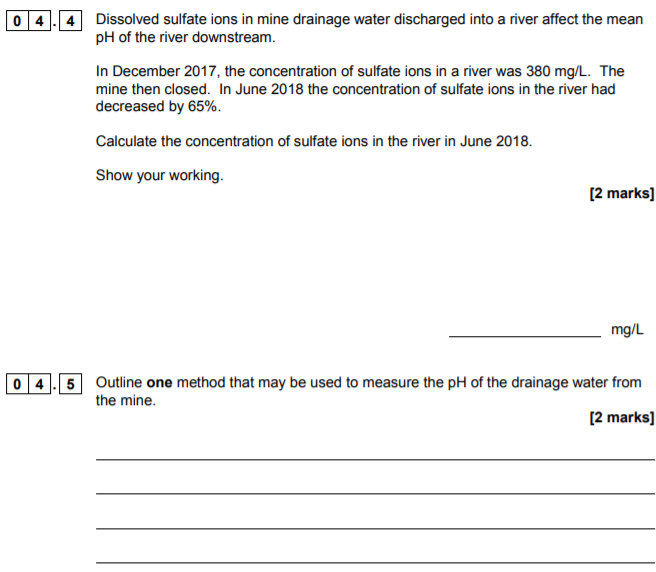 0 4 . 4 Dissolved sulfate ions in mine drainage water discharged into a river affect the mean
pH of the river downstream.
In December 2017, the concentration of sulfate ions in a river was 380 mg/L. The
mine then closed. In June 2018 the concentration of sulfate ions in the river had
decreased by 65%.
Calculate the concentration of sulfate ions in the river in June 2018.
Show your working.
[2 marks]
mg/L
0 4 . 5 Outline one method that may be used to measure the pH of the drainage water from
the mine.
[2 marks]